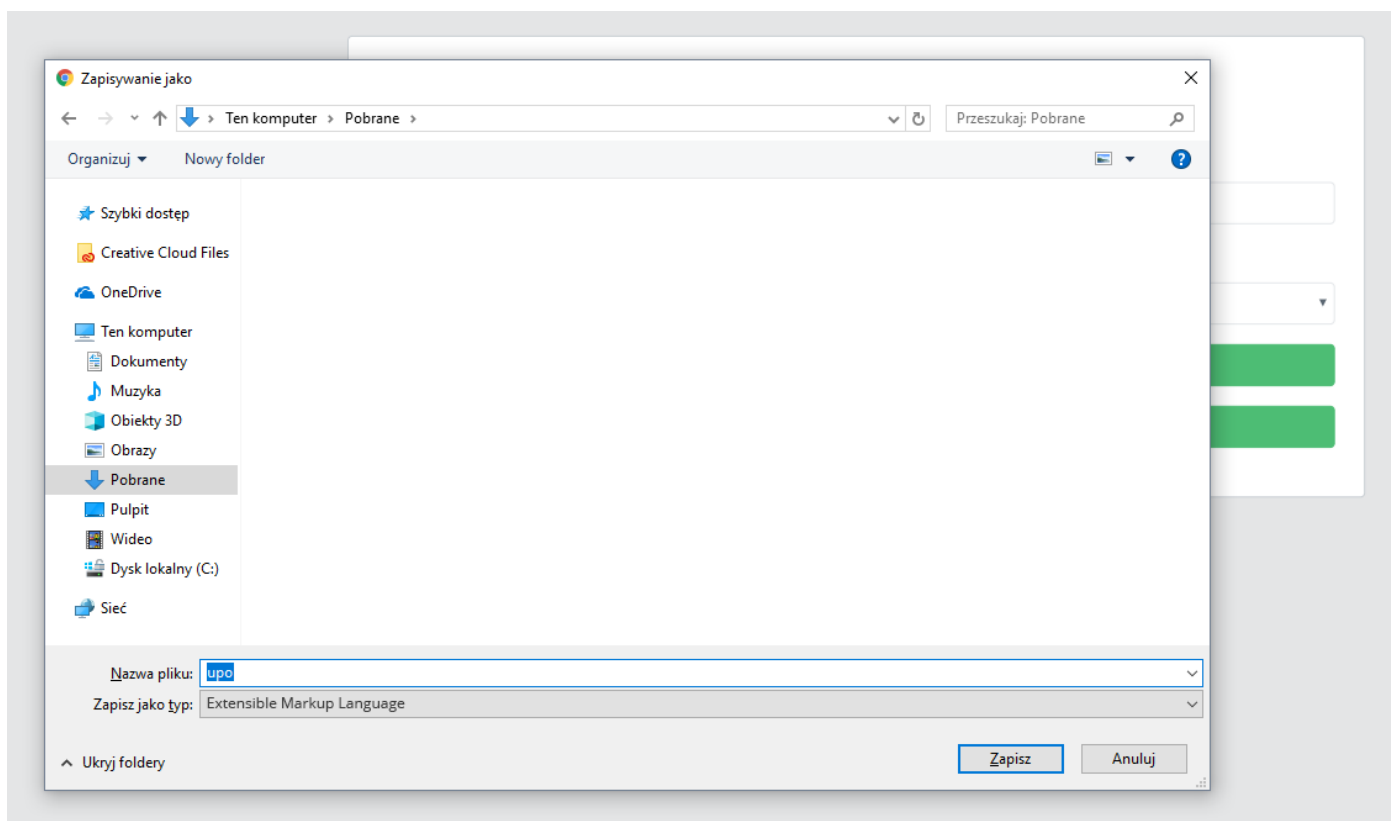 Zapisywanie jako
Ten komputer › Pobrane ›
Przeszukaj: Pobrane
Organizuj Nowy folder
Szybki dostęp
Creative Cloud Files
OneDrive
Ten komputer
Dokumenty
Muzyka
Obiekty 3D
Obrazy
Pobrane
Pulpit
Wideo
Dysk lokalny (C:)
Sieć
Nazwa pliku: upo
Zapisz jako typ: Extensible Markup Language
Ukryj foldery
Zapisz Anuluj